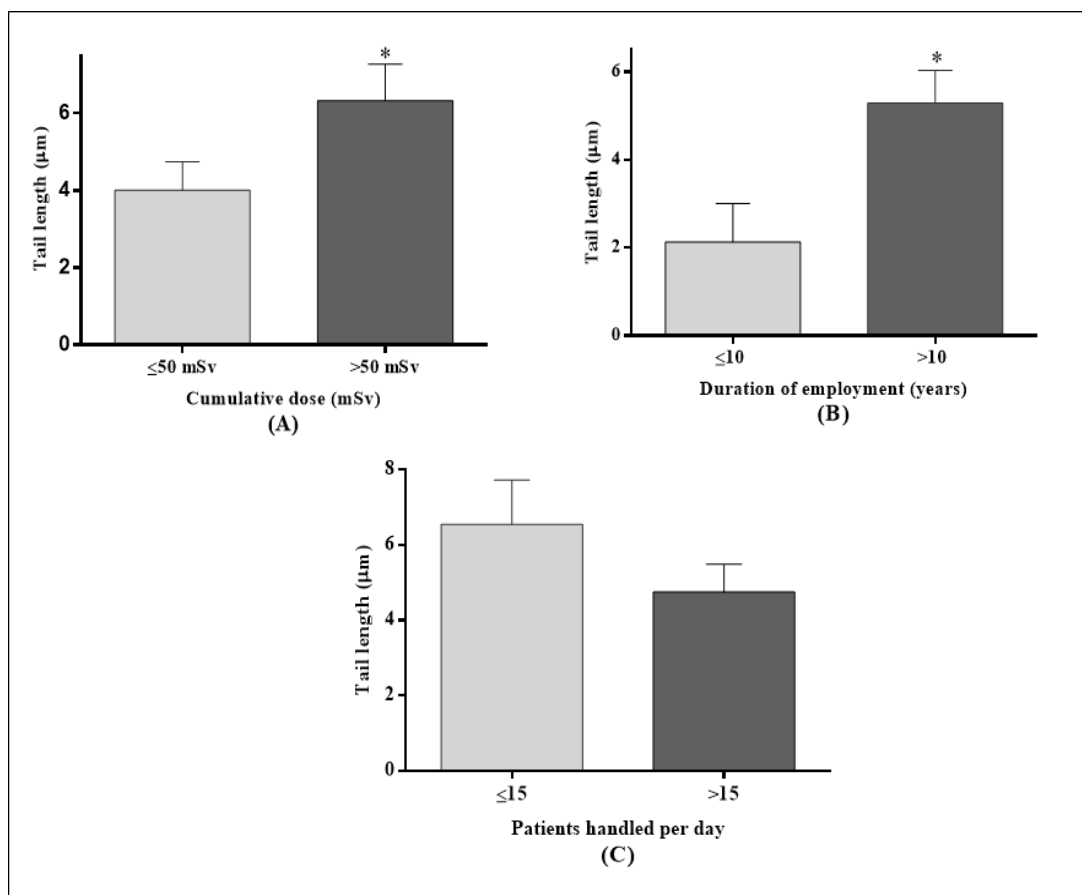 *
6
4
2
0
Tail length (μm)
≤50 mSv >50 mSv
Cumulative dose (mSv)
(A)
*
6
4
2
0
Tail length (μm)
≤10 >10
Duration of employment (years)
(B)
8
6
4
2
0
Tail length (μm)
≤15 >15
Patients handled per day
(C)